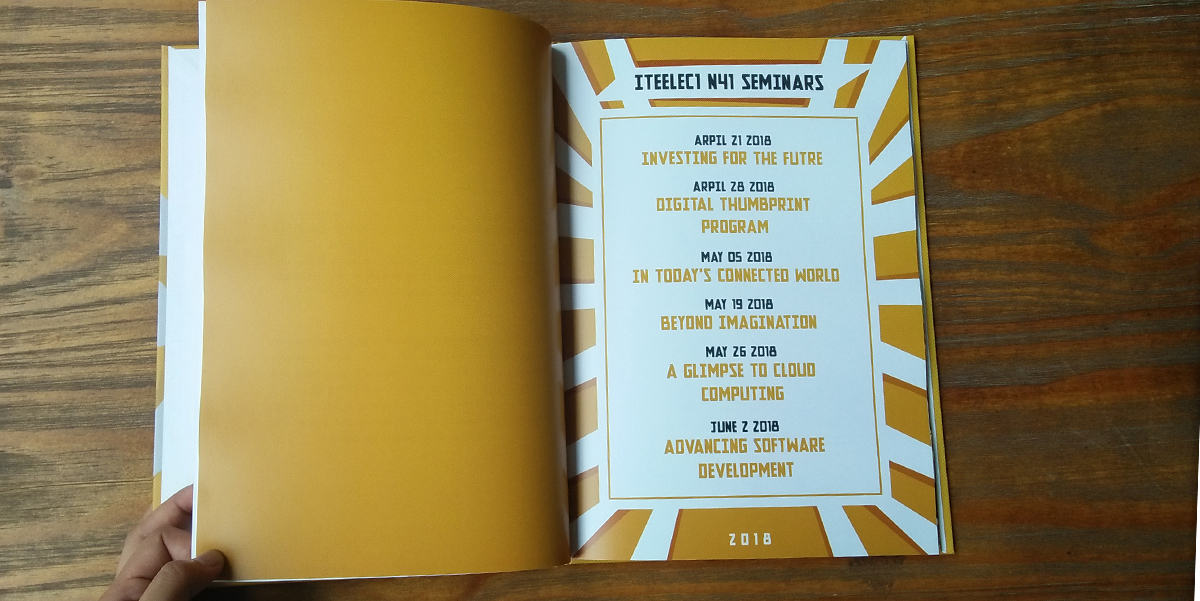 ITEELEC1 N41 SEMINARS
ARPIL 21 2018
INVESTING FOR THE FUTRE
ARPIL 28 2018
DIGITAL THUMBPRINT
PROGRAM
MAY 05 2018
IN TODAY'S CONNECTED WORLD
MAY 19 2018
BEYOND IMAGINATION
MAY 26 2018
A GLIMPSE TO CLOUD
COMPUTING
JUNE 2 2018
ADVANCING SOFTWARE
DEVELOPMENT
2018